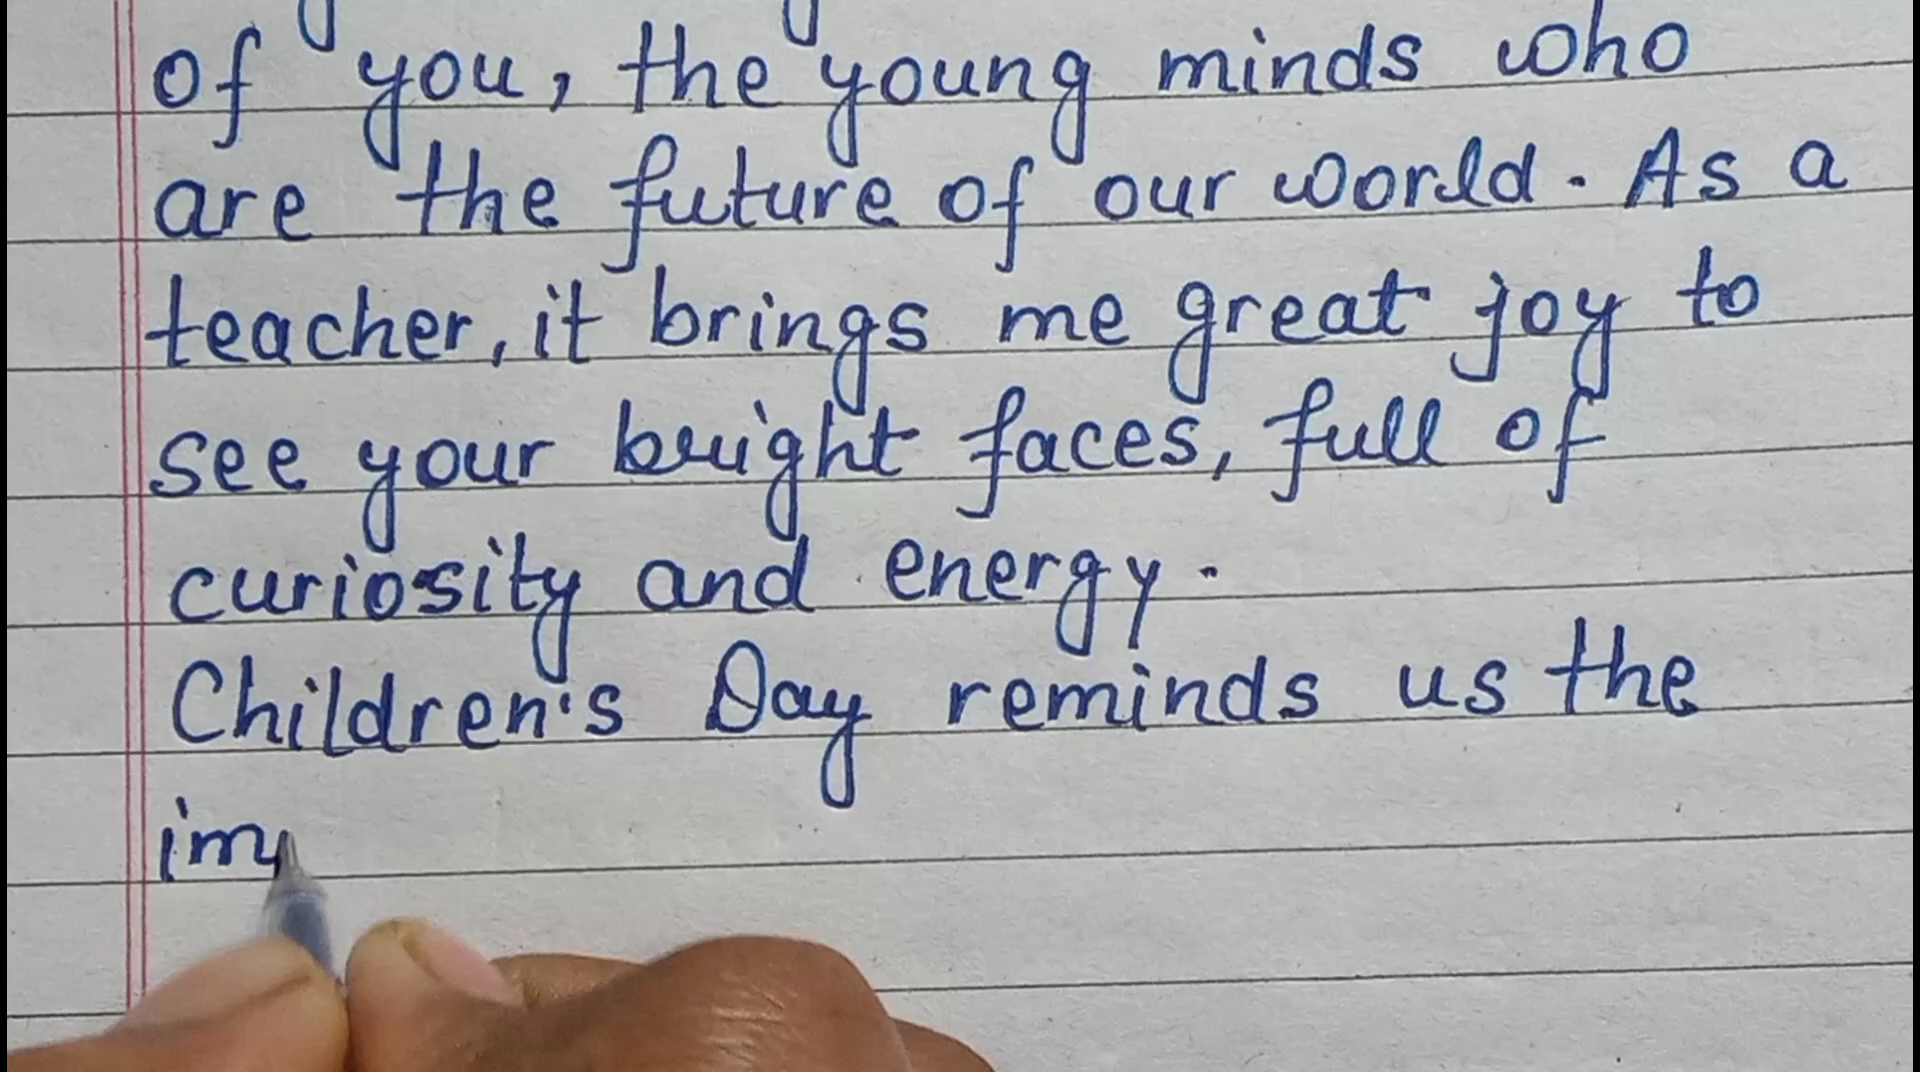 of you, the young minds who
are the future of our world. As a
teacher, it brings me great joy to
see your bright faces, full of
curiosity and energy.
Children's Day reminds us the